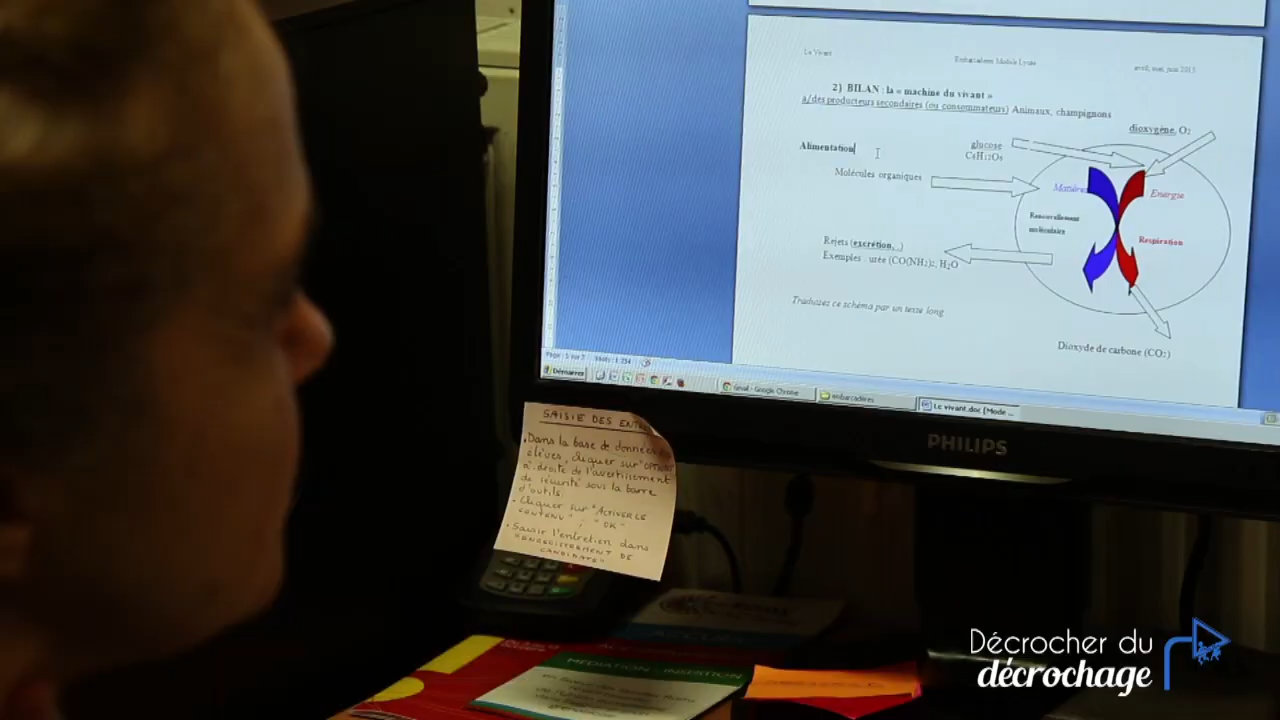 Le Vivant
Embarcadères Module Lycée
avril, mai, juin 2015
2) BILAN : la « machine du vivant »
a/des producteurs secondaires (ou consommateurs) Animaux, champignons
dioxygène, O2
Alimentation
glucose
C6H12O6
Molécules organiques
Matières
Energie
Renouvellement
moléculaires
Respiration
Rejets (excrétion, .)
Exemples : urée (CO(NH2)2, H2O
Traduisez ce schéma par un texte long
Dioxyde de carbone (CO2)
Démarrer
Gmail - Google Chrome
embarcadères
Le vivant.doc [Mode ...
PHILIPS
SAISIE DES
• Dans la base de données
élèves, cliquer sur "OPTIONS"
à droite de l'avertissement
de sécurité sous la barre
d'outils.
• Cliquer sur "ACTIVER CE
CONTENU" ; "OK"
• Saisir l'entretien dans
"ENREGISTREMENT DE
CANDIDATS"
MEDIATION
Décrocher du
décrochage